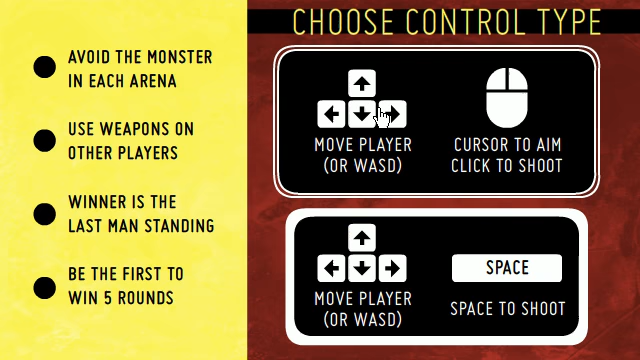 CHOOSE CONTROL TYPE
AVOID THE MONSTER
IN EACH ARENA
USE WEAPONS ON
OTHER PLAYERS
WINNER IS THE
LAST MAN STANDING
BE THE FIRST TO
WIN 5 ROUNDS
MOVE PLAYER
(OR WASD)
CURSOR TO AIM
CLICK TO SHOOT
MOVE PLAYER
(OR WASD)
SPACE
SPACE TO SHOOT